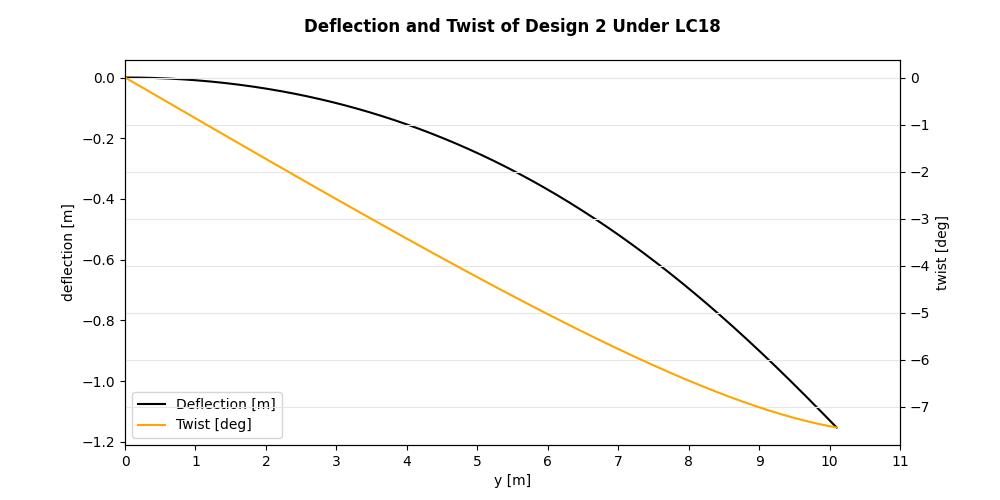 Deflection and Twist of Design 2 Under LC18
deflection [m]
0.0
−0.2
−0.4
−0.6
−0.8
−1.0
−1.2
0
−1
−2
−3
−4
−5
−6
−7
twist [deg]
Deflection [m]
Twist [deg]
0 1 2 3 4 5 6 7 8 9 10 11
y [m]